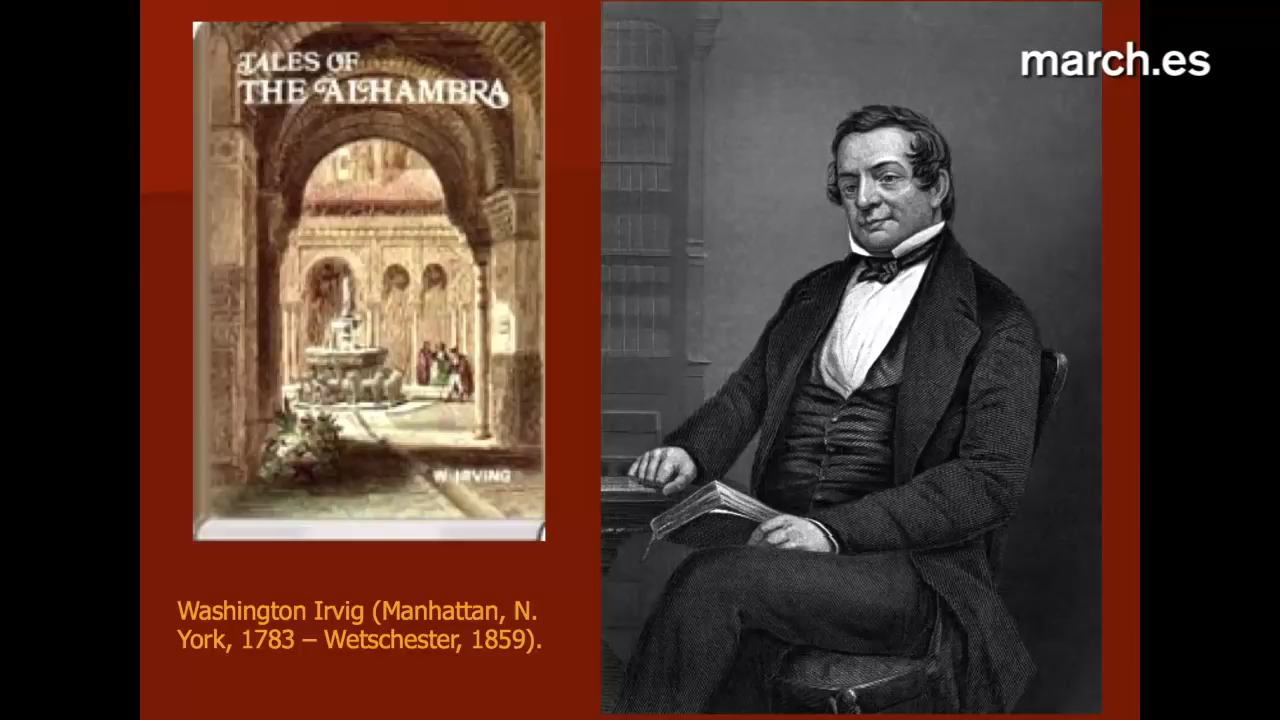 TALES OF
THE ALHAMBRA
W. IRVING
march.es
Washington Irvig (Manhattan, N.
York, 1783 – Wetschester, 1859).